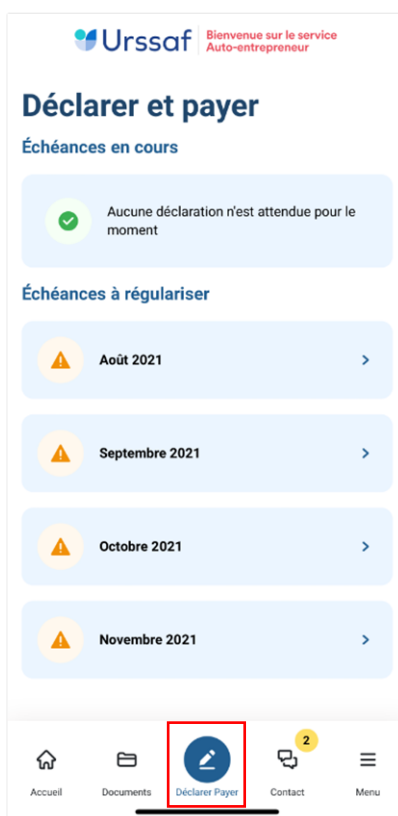 Urssaf
Bienvenue sur le service
Auto-entrepreneur
Déclarer et payer
Échéances en cours
Aucune déclaration n'est attendue pour le
moment
Échéances à régulariser
Août 2021
Septembre 2021
Octobre 2021
Novembre 2021
2
Accueil
Documents
Déclarer Payer
Contact
Menu